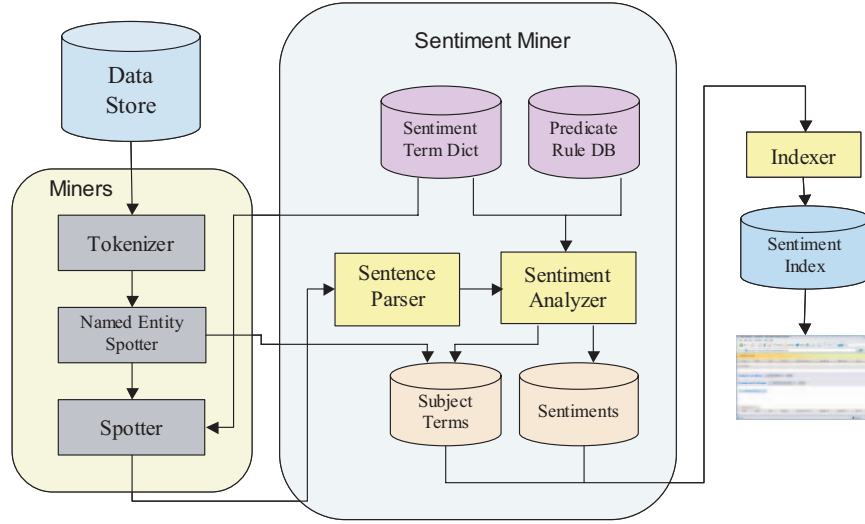 Data
Store
Miners
Tokenizer
Named Entity
Spotter
Spotter
Sentiment Miner
Sentiment
Term Dict
Predicate
Rule DB
Sentence
Parser
Sentiment
Analyzer
Subject
Terms
Sentiments
Indexer
Sentiment
Index